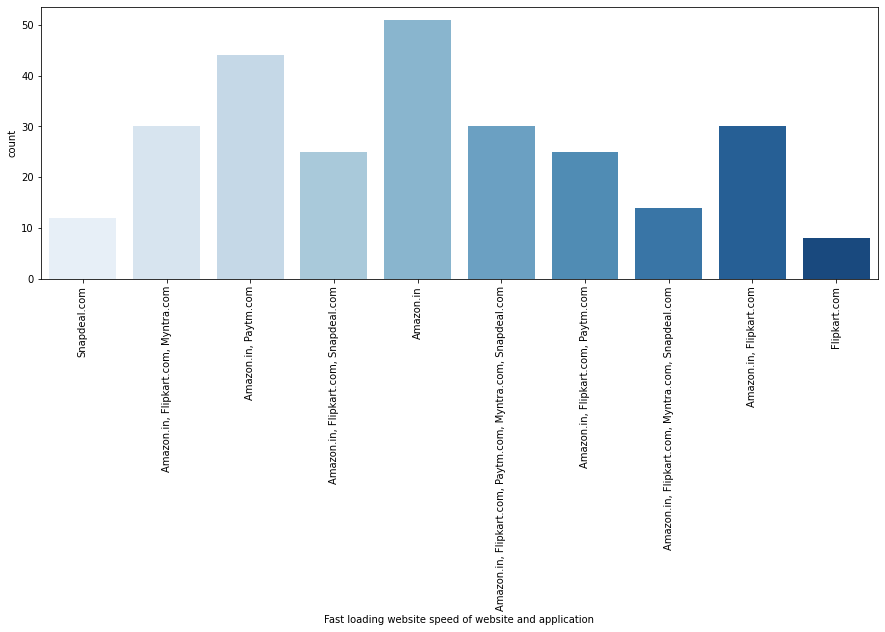 50
40
30
20
10
0
count
Snapdeal.com
Amazon.in, Flipkart.com, Myntra.com
Amazon.in, Paytm.com
Amazon.in, Flipkart.com, Snapdeal.com
Amazon.in
Amazon.in, Flipkart.com, Paytm.com, Myntra.com, Snapdeal.com
Amazon.in, Flipkart.com, Paytm.com
Amazon.in, Flipkart.com, Myntra.com, Snapdeal.com
Amazon.in, Flipkart.com
Flipkart.com
Fast loading website speed of website and application